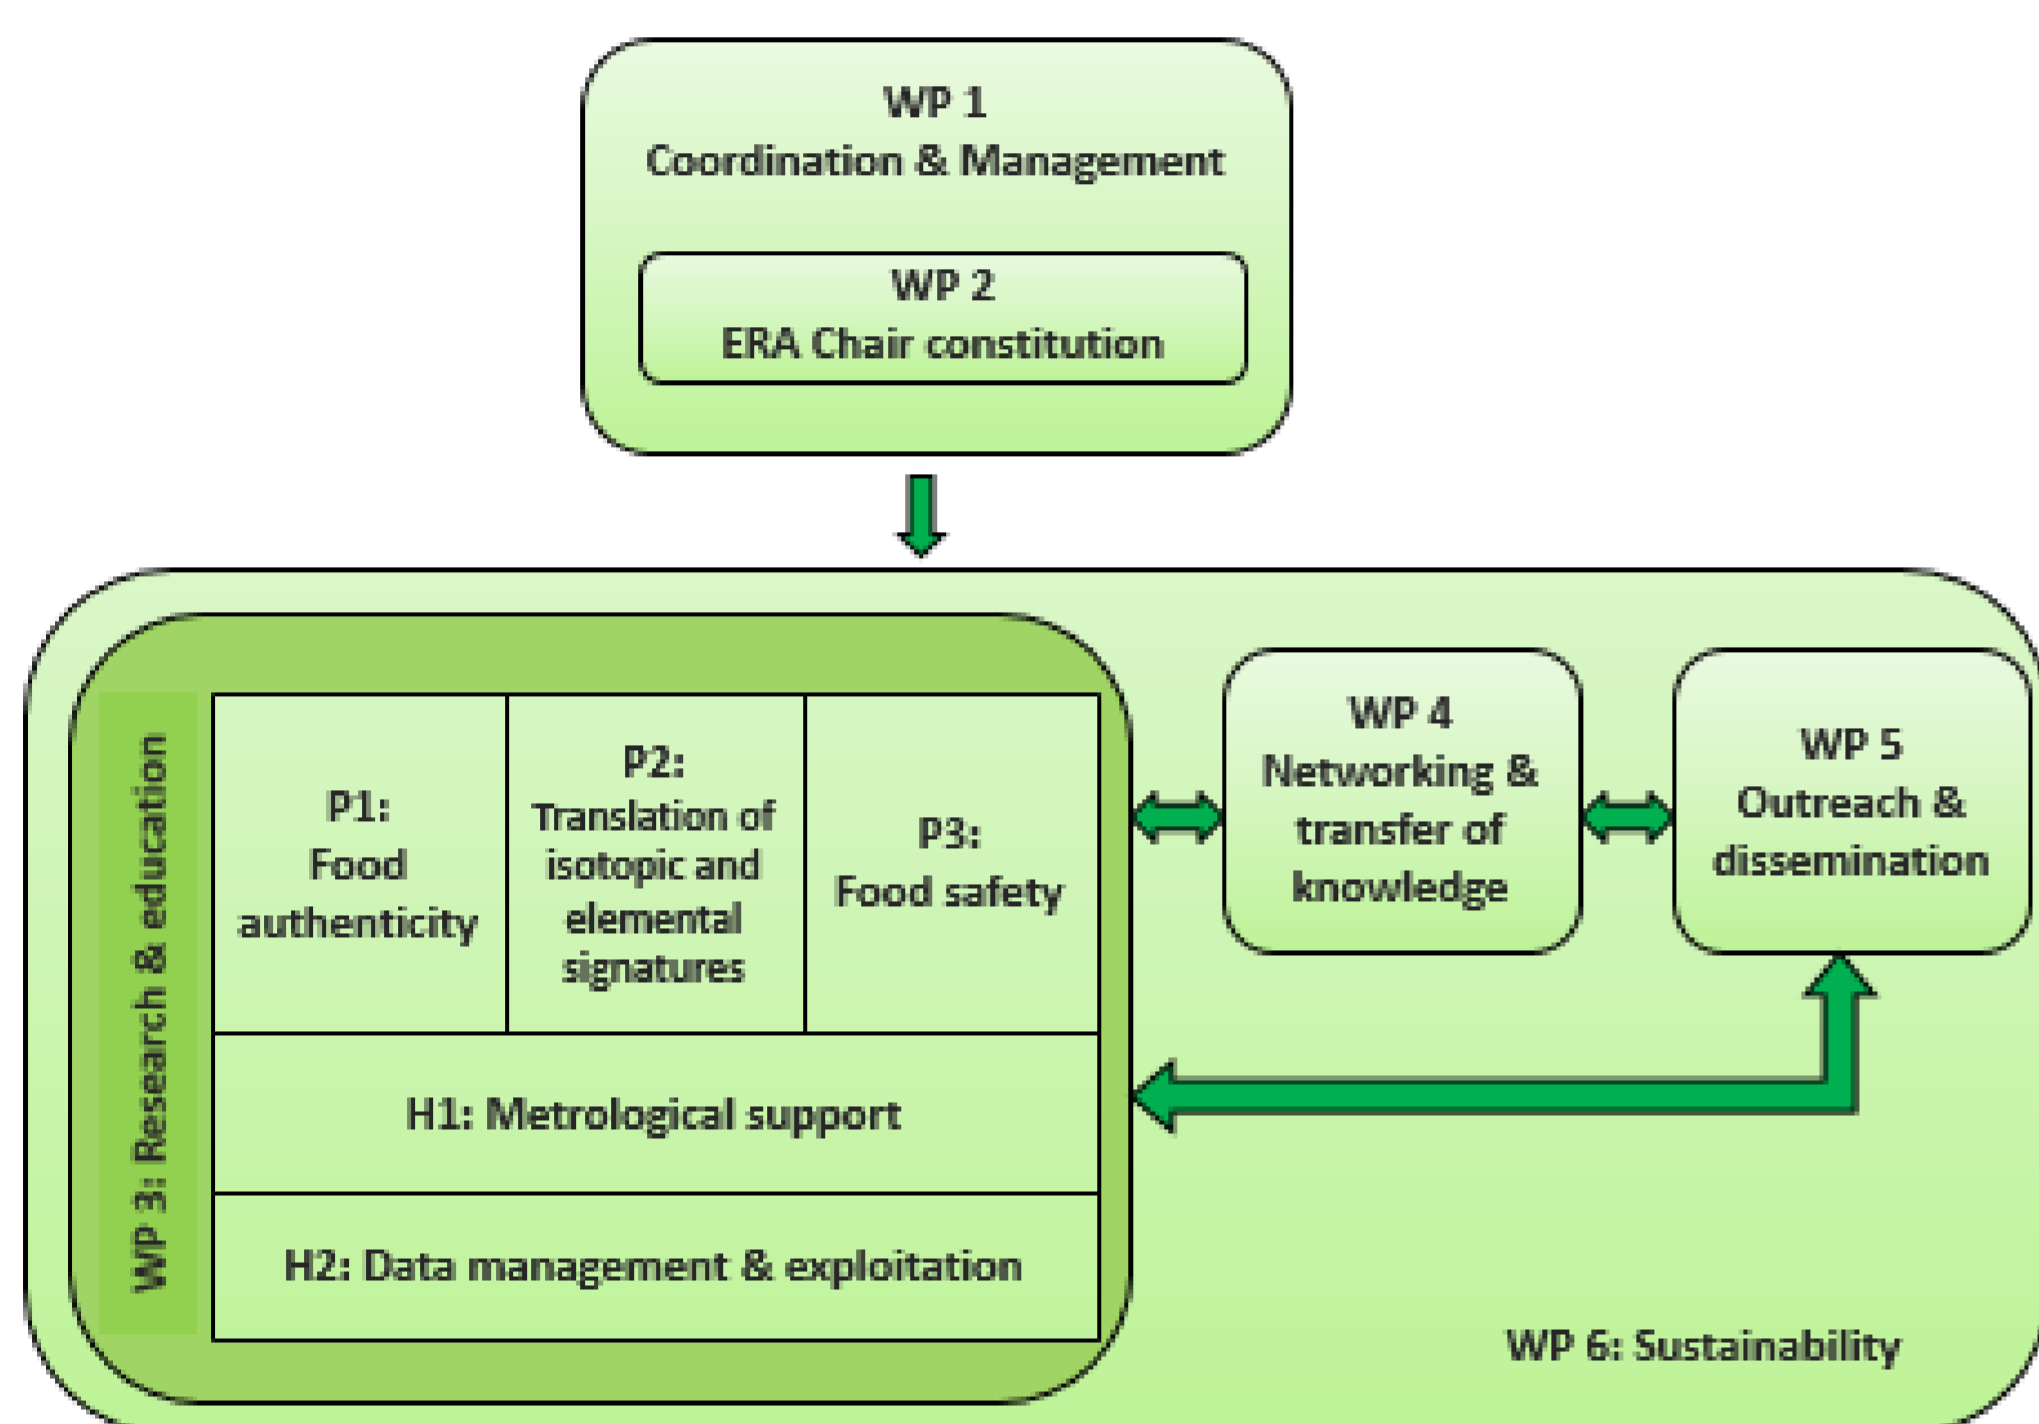 WP 1
Coordination & Management
WP 2
ERA Chair constitution
WP 3: Research & education
P1:
Food
authenticity
P2:
Translation of
isotopic and
elemental
signatures
P3:
Food safety
H1: Metrological support
H2: Data management & exploitation
WP 4
Networking &
transfer of
knowledge
WP 5
Outreach &
dissemination
WP 6: Sustainability